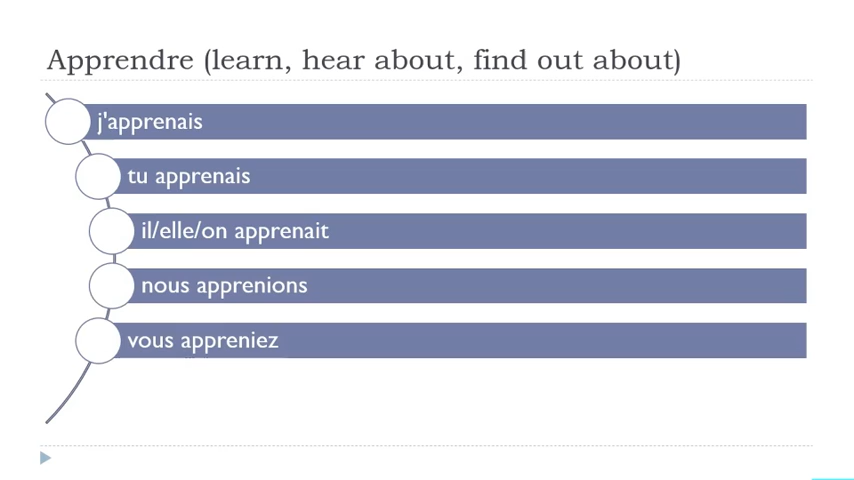 Apprendre (learn, hear about, find out about)
j'apprenais
tu apprenais
il/elle/on apprenait
nous apprenions
vous appreniez